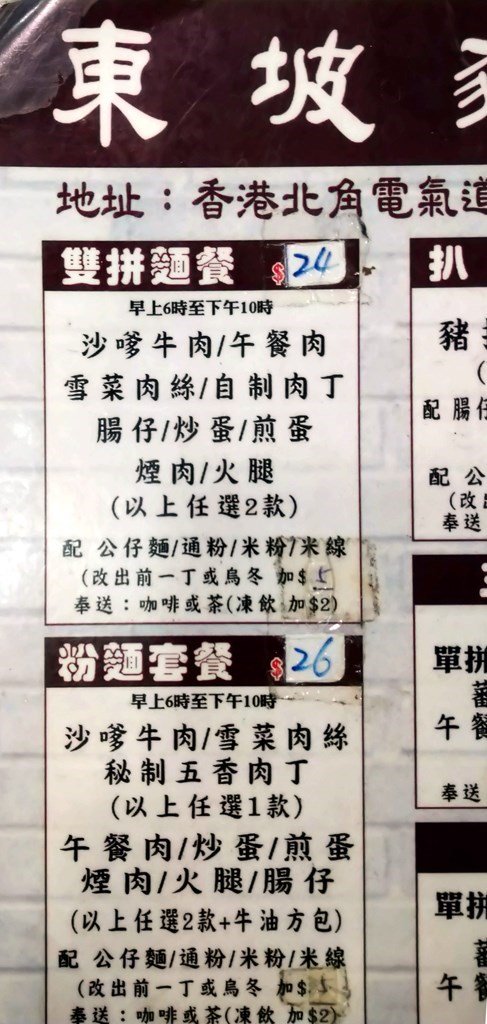 東坡
地址：香港北角電氣道
雙拼麵餐 $24
早上6時至下午10時
沙嗲牛肉/午餐肉
雪菜肉絲/自制肉丁
腸仔/炒蛋/煎蛋
煙肉/火腿
(以上任選2款)
配 公仔麵/通粉/米粉/米線
(改出前一丁或烏冬 加$5
奉送：咖啡或茶(凍飲 加$2)
粉麵套餐 $26
早上6時至下午10時
沙嗲牛肉/雪菜肉絲
秘制五香肉丁
(以上任選1款)
午餐肉/炒蛋/煎蛋
煙肉/火腿/腸仔
(以上任選2款+牛油方包)
配 公仔麵/通粉/米粉/米線
(改出前一丁或烏冬 加$5
奉送：咖啡或茶(凍飲 加$2)
扒
豬
(
配 腸仔
配 公
(改
奉送
單拼
蕃
午餐
奉送
單拼
蕃
午餐